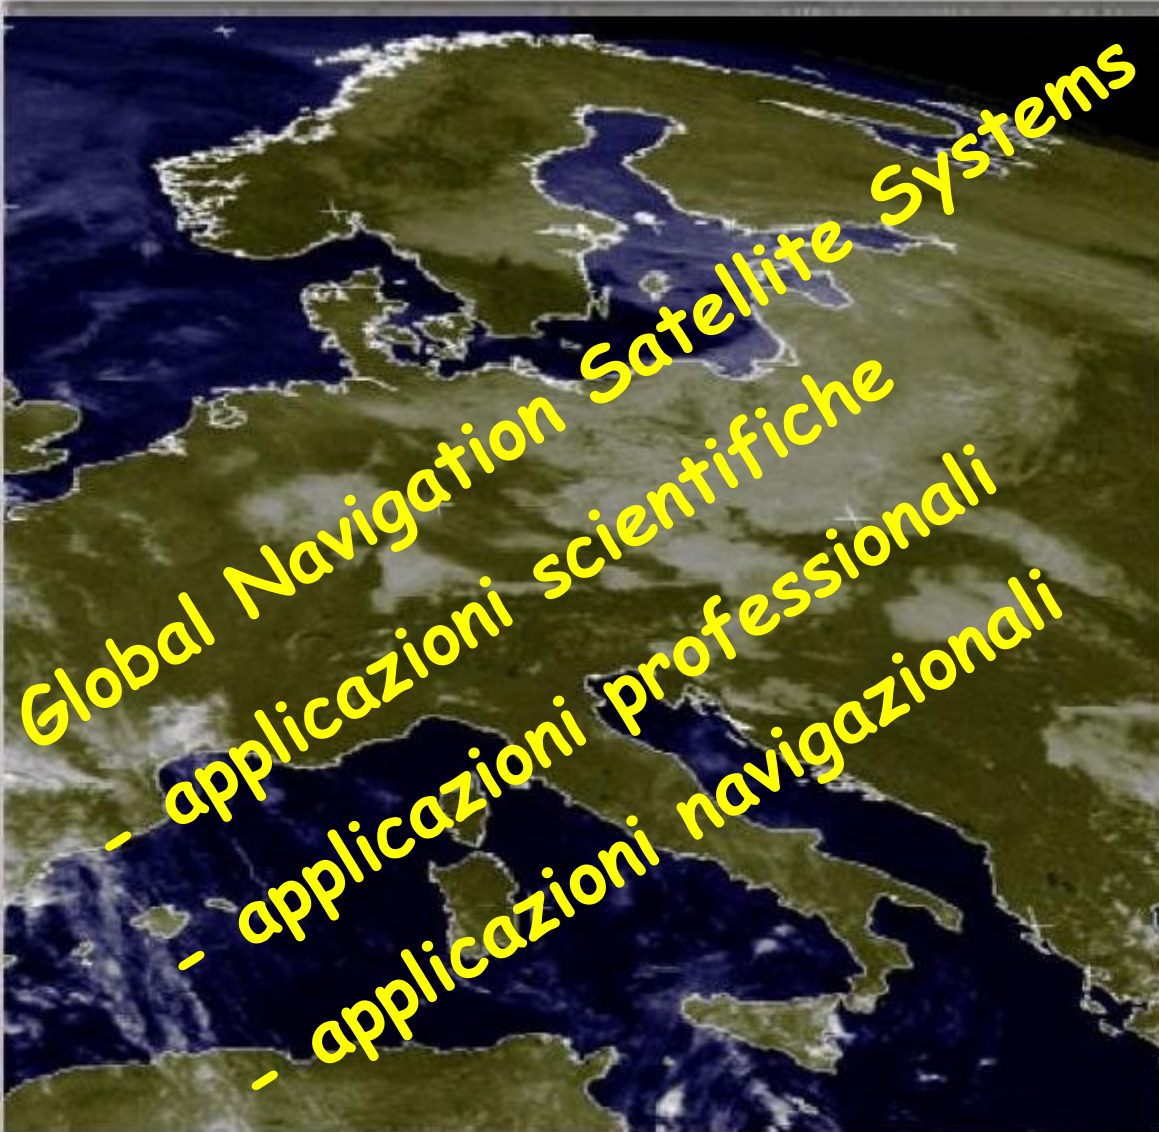 Global Navigation Satellite Systems
- applicazioni scientifiche
- applicazioni professionali
- applicazioni navigazionali